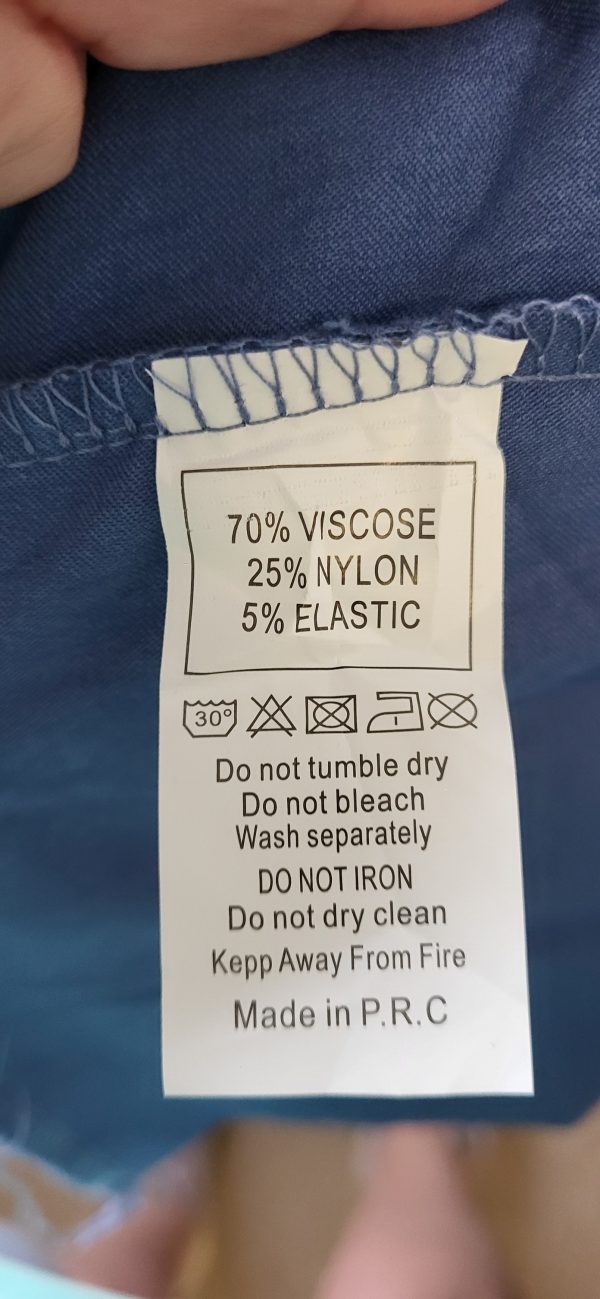 70% VISCOSE
25% NYLON
5% ELASTIC
30°
Do not tumble dry
Do not bleach
Wash separately
DO NOT IRON
Do not dry clean
Kepp Away From Fire
Made in P.R.C